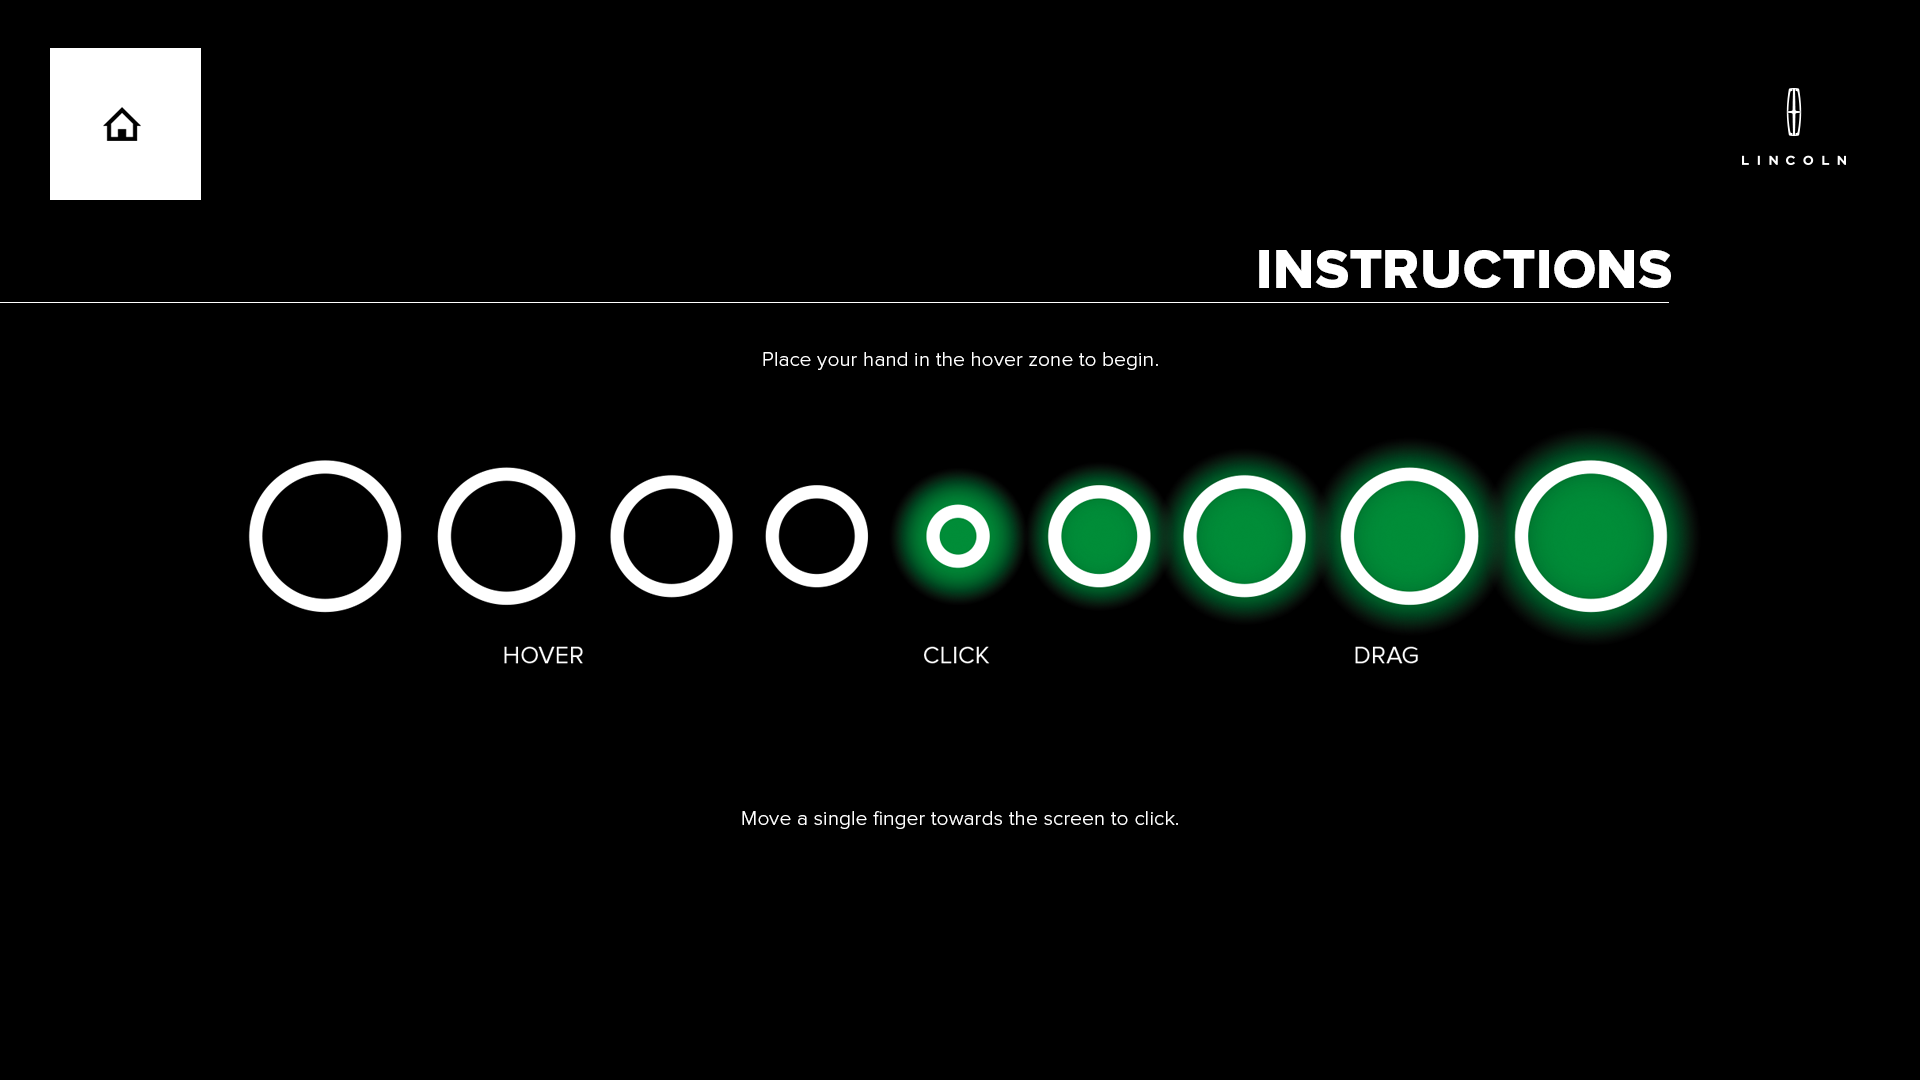 LINCOLN
INSTRUCTIONS
Place your hand in the hover zone to begin.
HOVER
CLICK
DRAG
Move a single finger towards the screen to click.